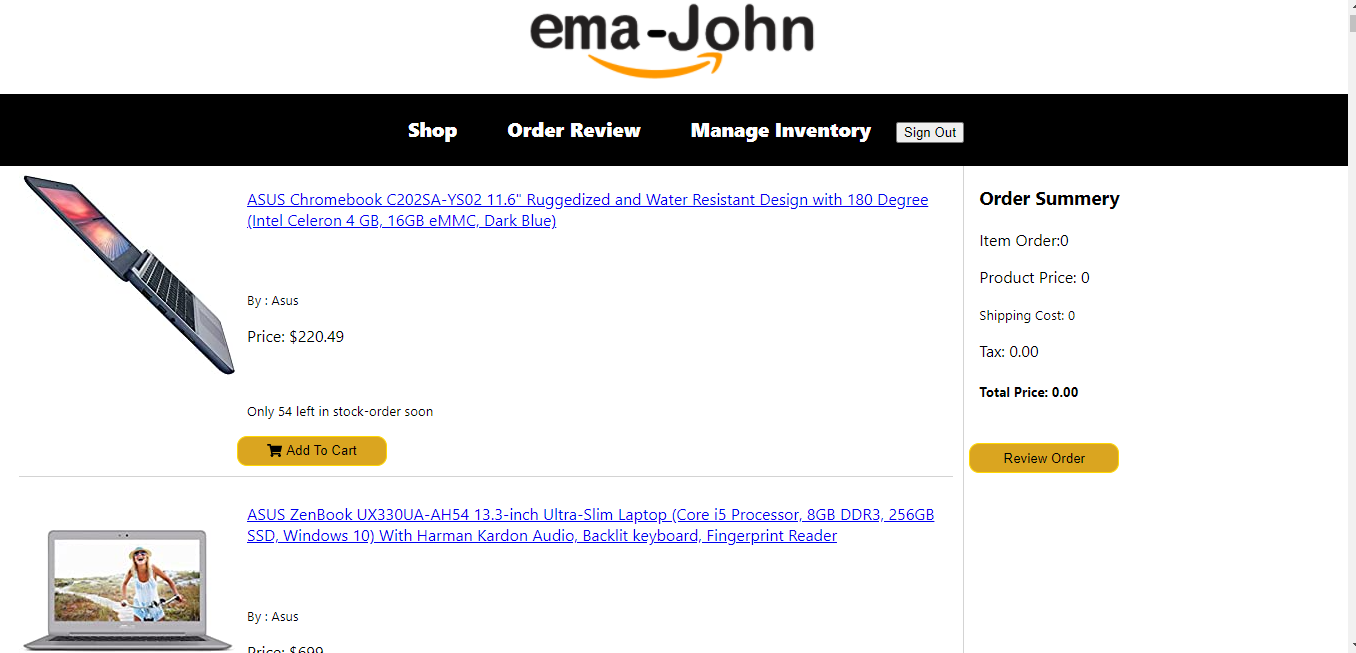 ema-John
Shop
Order Review
Manage Inventory
Sign Out
ASUS Chromebook C202SA-YS02 11.6" Ruggedized and Water Resistant Design with 180 Degree
(Intel Celeron 4 GB, 16GB eMMC, Dark Blue)
By : Asus
Price: $220.49
Only 54 left in stock-order soon
Add To Cart
Order Summery
Item Order:0
Product Price: 0
Shipping Cost: 0
Tax: 0.00
Total Price: 0.00
Review Order
ASUS ZenBook UX330UA-AH54 13.3-inch Ultra-Slim Laptop (Core i5 Processor, 8GB DDR3, 256GB
SSD, Windows 10) With Harman Kardon Audio, Backlit keyboard, Fingerprint Reader
By : Asus
Price: $699